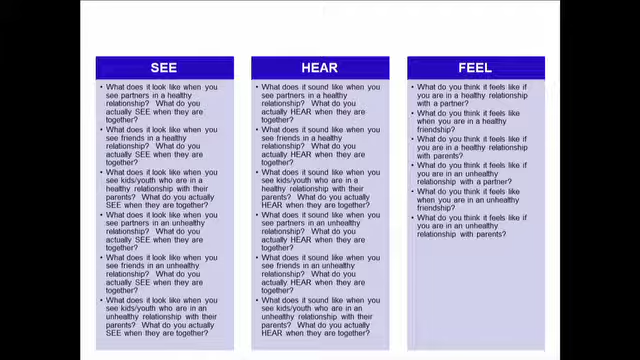 SEE
• What does it look like when you
see partners in a healthy
relationship? What do you
actually SEE when they are
together?
• What does it look like when you
see friends in a healthy
relationship? What do you
actually SEE when they are
together?
• What does it look like when you
see kids/youth who are in a
healthy relationship with their
parents? What do you actually
SEE when they are together?
• What does it look like when you
see partners in an unhealthy
relationship? What do you
actually SEE when they are
together?
• What does it look like when you
see friends in an unhealthy
relationship? What do you
actually SEE when they are
together?
• What does it look like when you
see kids/youth who are in an
unhealthy relationship with their
parents? What do you actually
SEE when they are together?
HEAR
• What does it sound like when you
see partners in a healthy
relationship? What do you
actually HEAR when they are
together?
• What does it sound like when you
see friends in a healthy
relationship? What do you
actually HEAR when they are
together?
• What does it sound like when you
see kids/youth who are in a
healthy relationship with their
parents? What do you actually
HEAR when they are together?
• What does it sound like when you
see partners in an unhealthy
relationship? What do you
actually HEAR when they are
together?
• What does it sound like when you
see friends in an unhealthy
relationship? What do you
actually HEAR when they are
together?
• What does it sound like when you
see kids/youth who are in an
unhealthy relationship with their
parents? What do you actually
HEAR when they are together?
FEEL
• What do you think it feels like if
you are in a healthy relationship
with a partner?
• What do you think it feels like
when you are in a healthy
friendship?
• What do you think it feels like if
you are in a healthy relationship
with parents?
• What do you think it feels like if
you are in an unhealthy
relationship with a partner?
• What do you think it feels like
when you are in an unhealthy
friendship?
• What do you think it feels like if
you are in an unhealthy
relationship with parents?